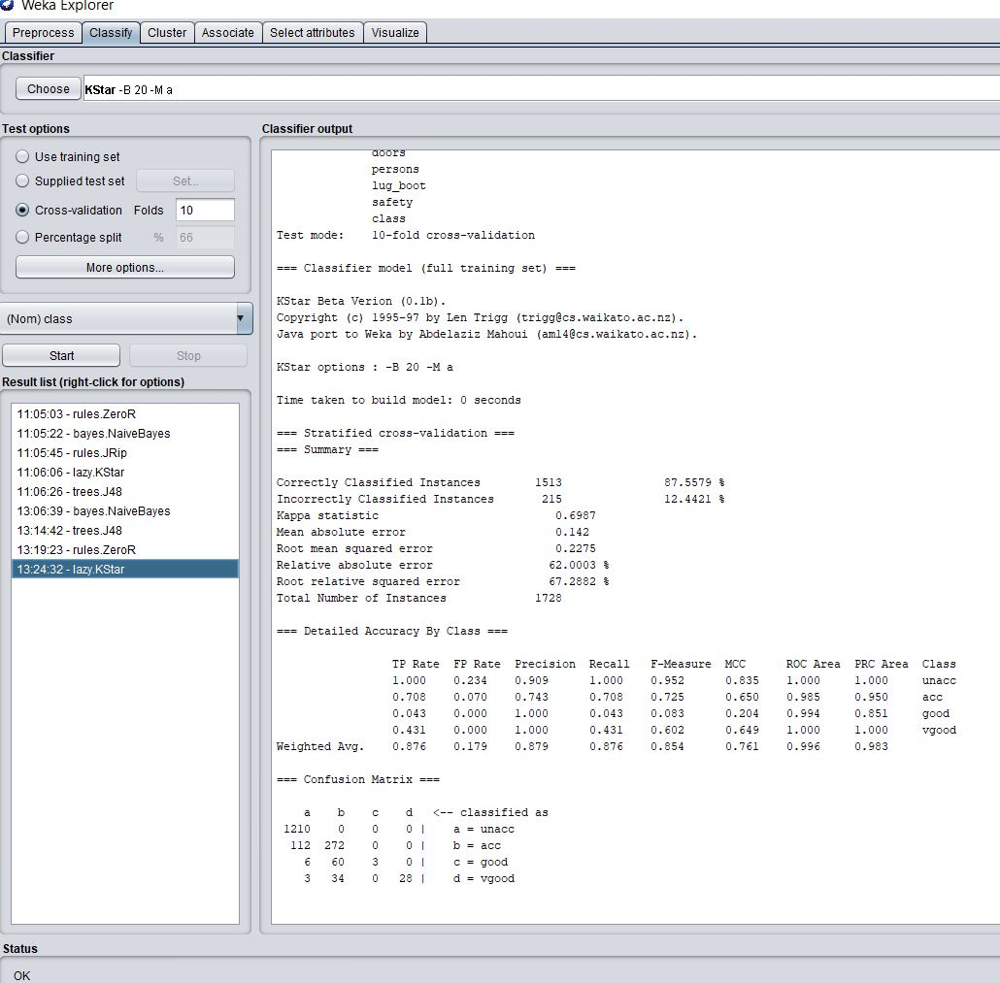 Weka Explorer
Preprocess Classify Cluster Associate Select attributes Visualize
Classifier
Choose KStar -B 20 -M a
Test options
Use training set
Supplied test set Set...
Cross-validation Folds 10
Percentage split % 66
More options...
(Nom) class
Start Stop
Result list (right-click for options)
11:05:03 - rules.ZeroR
11:05:22 - bayes.NaiveBayes
11:05:45 - rules.JRip
11:06:06 - lazy.KStar
11:06:26 - trees.J48
13:06:39 - bayes.NaiveBayes
13:14:42 - trees.J48
13:19:23 - rules.ZeroR
13:24:32 - lazy.KStar
Classifier output
doors
persons
lug_boot
safety
class
Test mode: 10-fold cross-validation
=== Classifier model (full training set) ===
KStar Beta Verion (0.1b).
Copyright (c) 1995-97 by Len Trigg (trigg@cs.waikato.ac.nz).
Java port to Weka by Abdelaziz Mahoui (am14@cs.waikato.ac.nz).
KStar options : -B 20 -M a
Time taken to build model: 0 seconds
=== Stratified cross-validation ===
=== Summary ===
Correctly Classified Instances 1513 87.5579 %
Incorrectly Classified Instances 215 12.4421 %
Kappa statistic 0.6987
Mean absolute error 0.142
Root mean squared error 0.2275
Relative absolute error 62.0003 %
Root relative squared error 67.2882 %
Total Number of Instances 1728
=== Detailed Accuracy By Class ===
TP Rate FP Rate Precision Recall F-Measure MCC ROC Area PRC Area Class
1.000 0.234 0.909 1.000 0.952 0.835 1.000 1.000 unacc
0.708 0.070 0.743 0.708 0.725 0.650 0.985 0.950 acc
0.043 0.000 1.000 0.043 0.083 0.204 0.994 0.851 good
0.431 0.000 1.000 0.431 0.602 0.649 1.000 1.000 vgood
Weighted Avg. 0.876 0.179 0.879 0.876 0.854 0.761 0.996 0.983
=== Confusion Matrix ===
a b c d <-- classified as
1210 0 0 0 | a = unacc
112 272 0 0 | b = acc
6 60 3 0 | c = good
3 34 0 28 | d = vgood
Status
OK